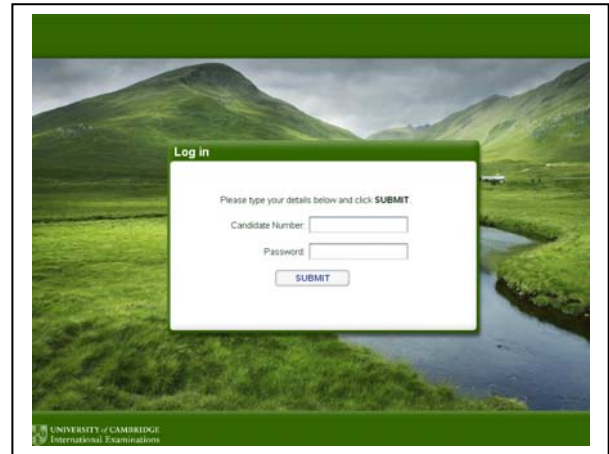 Log in
Please type your details below and click SUBMIT.
Candidate Number:
Password:
SUBMIT
UNIVERSITY of CAMBRIDGE
International Examinations